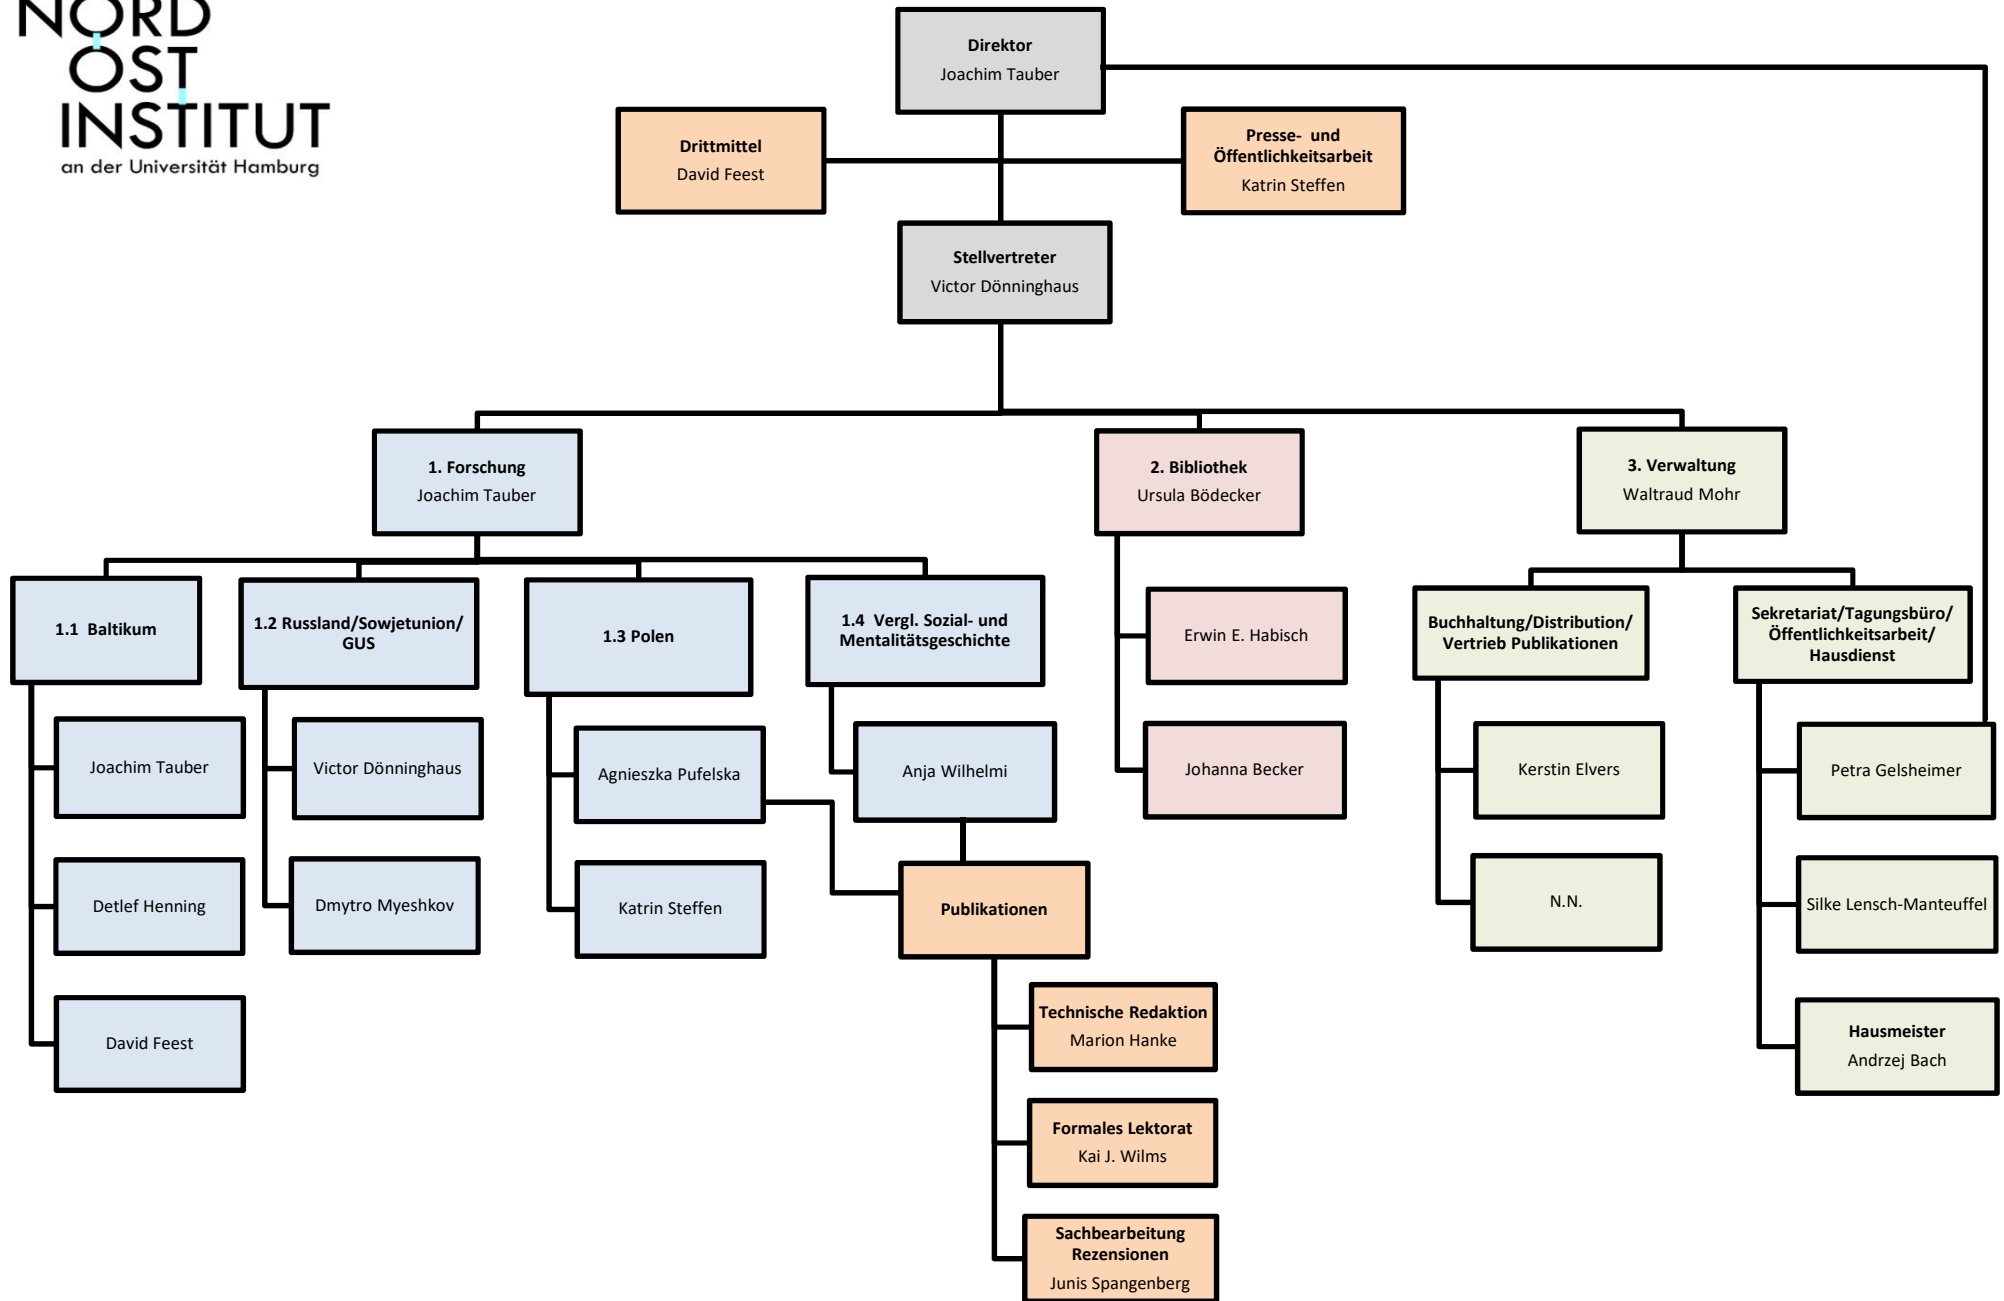 NORD
OST
INSTITUT
an der Universität Hamburg
Direktor
Joachim Tauber
Drittmittel
David Feest
Presse- und
Öffentlichkeitsarbeit
Katrin Steffen
Stellvertreter
Victor Dönninghaus
1. Forschung
Joachim Tauber
2. Bibliothek
Ursula Bödecker
3. Verwaltung
Waltraud Mohr
1.1 Baltikum
1.2 Russland/Sowjetunion/
GUS
1.3 Polen
1.4 Vergl. Sozial- und
Mentalitätsgeschichte
Erwin E. Habisch
Buchhaltung/Distribution/
Vertrieb Publikationen
Sekretariat/Tagungsbüro/
Öffentlichkeitsarbeit/
Hausdienst
Joachim Tauber
Victor Dönninghaus
Agnieszka Pufelska
Anja Wilhelmi
Johanna Becker
Kerstin Elvers
Petra Gelsheimer
Detlef Henning
Dmytro Myeshkov
Katrin Steffen
Publikationen
N.N.
Silke Lensch-Manteuffel
David Feest
Technische Redaktion
Marion Hanke
Hausmeister
Andrzej Bach
Formales Lektorat
Kai J. Wilms
Sachbearbeitung
Rezensionen
Junis Spangenberg